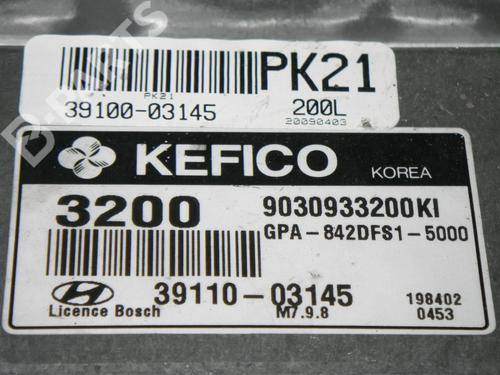 PK21
PK21
39100-03145
200L
20090403
KEFICO
KOREA
3200
9030933200KI
GPA-842DFS1-5000
39110-03145
198402
Licence Bosch
M7.9.8
0453
B-PARTS